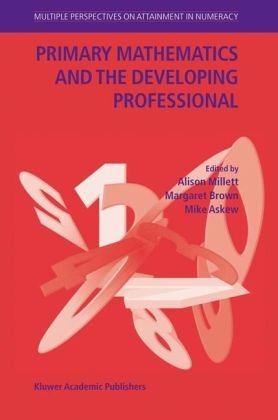 MULTIPLE PERSPECTIVES ON ATTAINMENT IN NUMERACY
PRIMARY MATHEMATICS
AND THE DEVELOPING
PROFESSIONAL
Edited by
Alison Millett
Margaret Brown
Mike Askew
1
Kluwer Academic Publishers